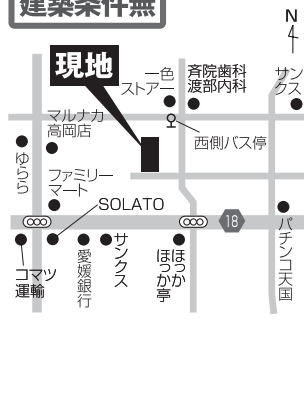 建築条件無
N
現地
一色
ストアー
斉院歯科
渡部内科
サン
クス
マルナカ
高岡店
西側バス停
ゆらら
ファミリー
マート
SOLATO
18
コマツ
運輸
愛媛銀行
サンクス
ほっか
ほっか亭
パチンコ天国